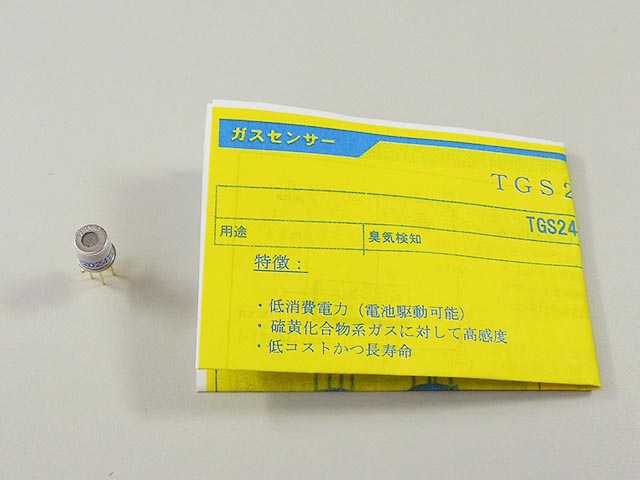 ガスセンサー
TGS 2
TGS24
用途 臭気検知
特徴：
・低消費電力（電池駆動可能）
・硫黄化合物系ガスに対して高感度
・低コストかつ長寿命